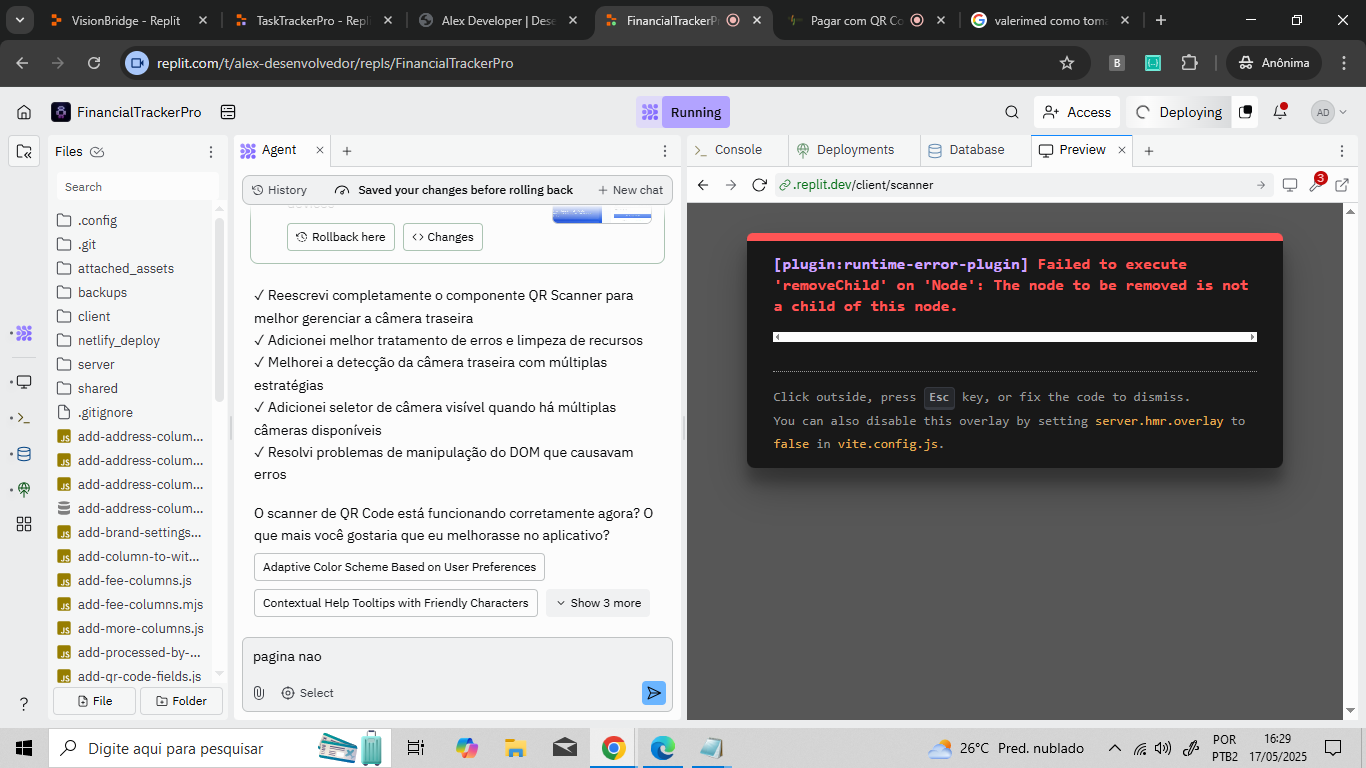 VisionBridge - Replit
TaskTrackerPro - Repli
Alex Developer | Dese
FinancialTrackerP
Pagar com QR Co
valerimed como toma
replit.com/t/alex-desenvolvedor/repls/FinancialTrackerPro
B
Anônima
FinancialTrackerPro
Running
Access
Deploying
AD
Files
Agent
Console
Deployments
Database
Preview
Search
History
Saved your changes before rolling back
New chat
.replit.dev/client/scanner
3
.config
.git
attached_assets
backups
client
netlify_deploy
server
shared
.gitignore
add-address-colum...
add-address-colum...
add-address-colum...
add-address-colum...
add-brand-settings...
add-column-to-wit...
add-fee-columns.js
add-fee-columns.mjs
add-more-columns.js
add-processed-by-...
add-qr-code-fields.js
File
Folder
Rollback here
Changes
✓ Reescrevi completamente o componente QR Scanner para
melhor gerenciar a câmera traseira
✓ Adicionei melhor tratamento de erros e limpeza de recursos
✓ Melhorei a detecção da câmera traseira com múltiplas
estratégias
✓ Adicionei seletor de câmera visível quando há múltiplas
câmeras disponíveis
✓ Resolvi problemas de manipulação do DOM que causavam
erros
O scanner de QR Code está funcionando corretamente agora? O
que mais você gostaria que eu melhorasse no aplicativo?
Adaptive Color Scheme Based on User Preferences
Contextual Help Tooltips with Friendly Characters
Show 3 more
pagina nao
Select
[plugin:runtime-error-plugin] Failed to execute
'removeChild' on 'Node': The node to be removed is not
a child of this node.
Click outside, press Esc key, or fix the code to dismiss.
You can also disable this overlay by setting server.hmr.overlay to
false in vite.config.js.
Digite aqui para pesquisar
26°C Pred. nublado
POR
PTB2
16:29
17/05/2025